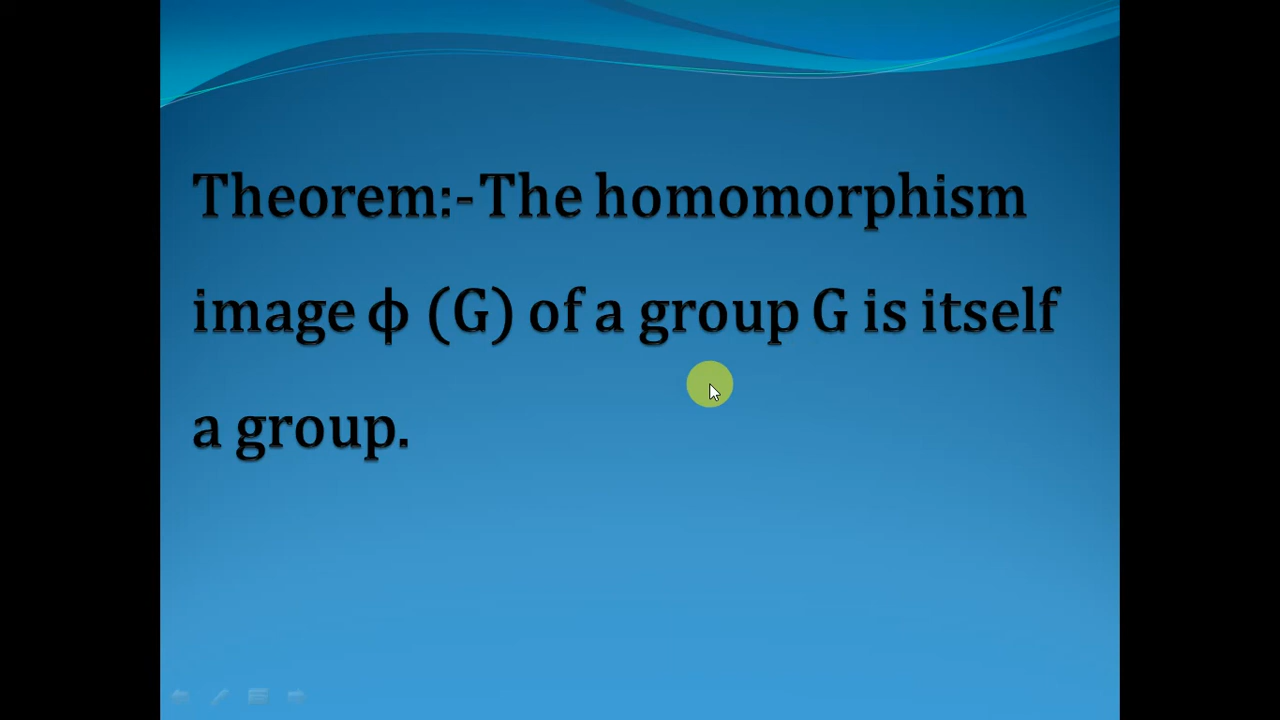 Theorem:-The homomorphism
image ϕ (G) of a group G is itself
a group.